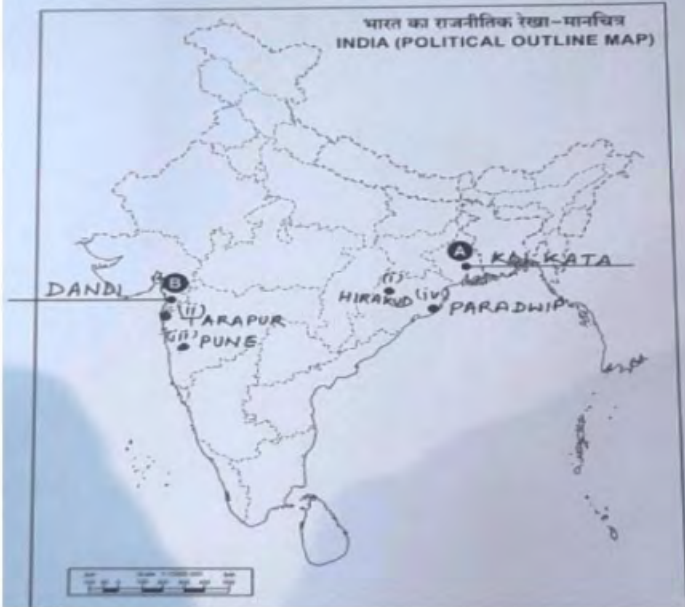 भारत का राजनीतिक रेखा-मानचित्र
INDIA (POLITICAL OUTLINE MAP)
A
KOLKATA
B
DANDI
(i)
HIRAKUD (iv)
PARADWIP
(ii) TARAPUR
(iii) PUNE